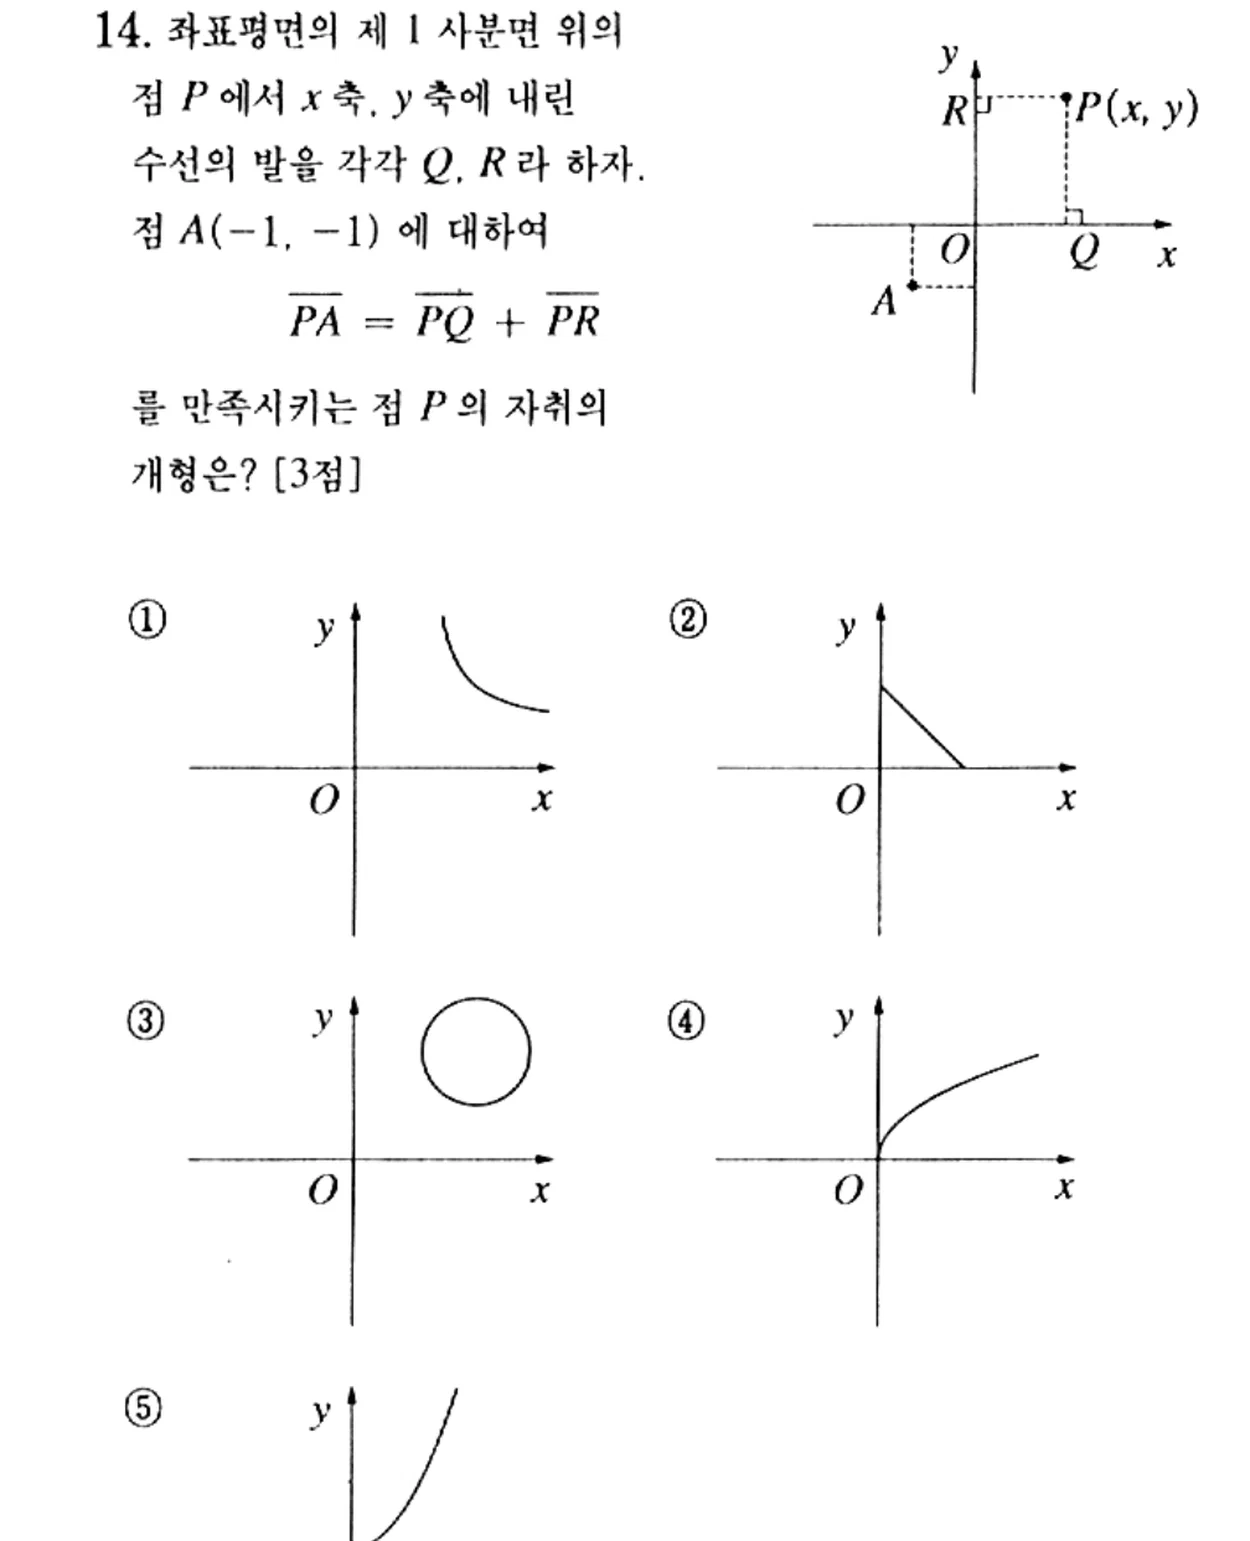 14. 좌표평면의 제 1 사분면 위의
점 P 에서 x 축, y 축에 내린
수선의 발을 각각 Q, R 라 하자.
점 A(−1, −1) 에 대하여
PA = PQ + PR
를 만족시키는 점 P 의 자취의
개형은? [3점]
y
R
P(x, y)
O
Q
x
A
①
y
O
x
②
y
O
x
③
y
O
x
④
y
O
x
⑤
y